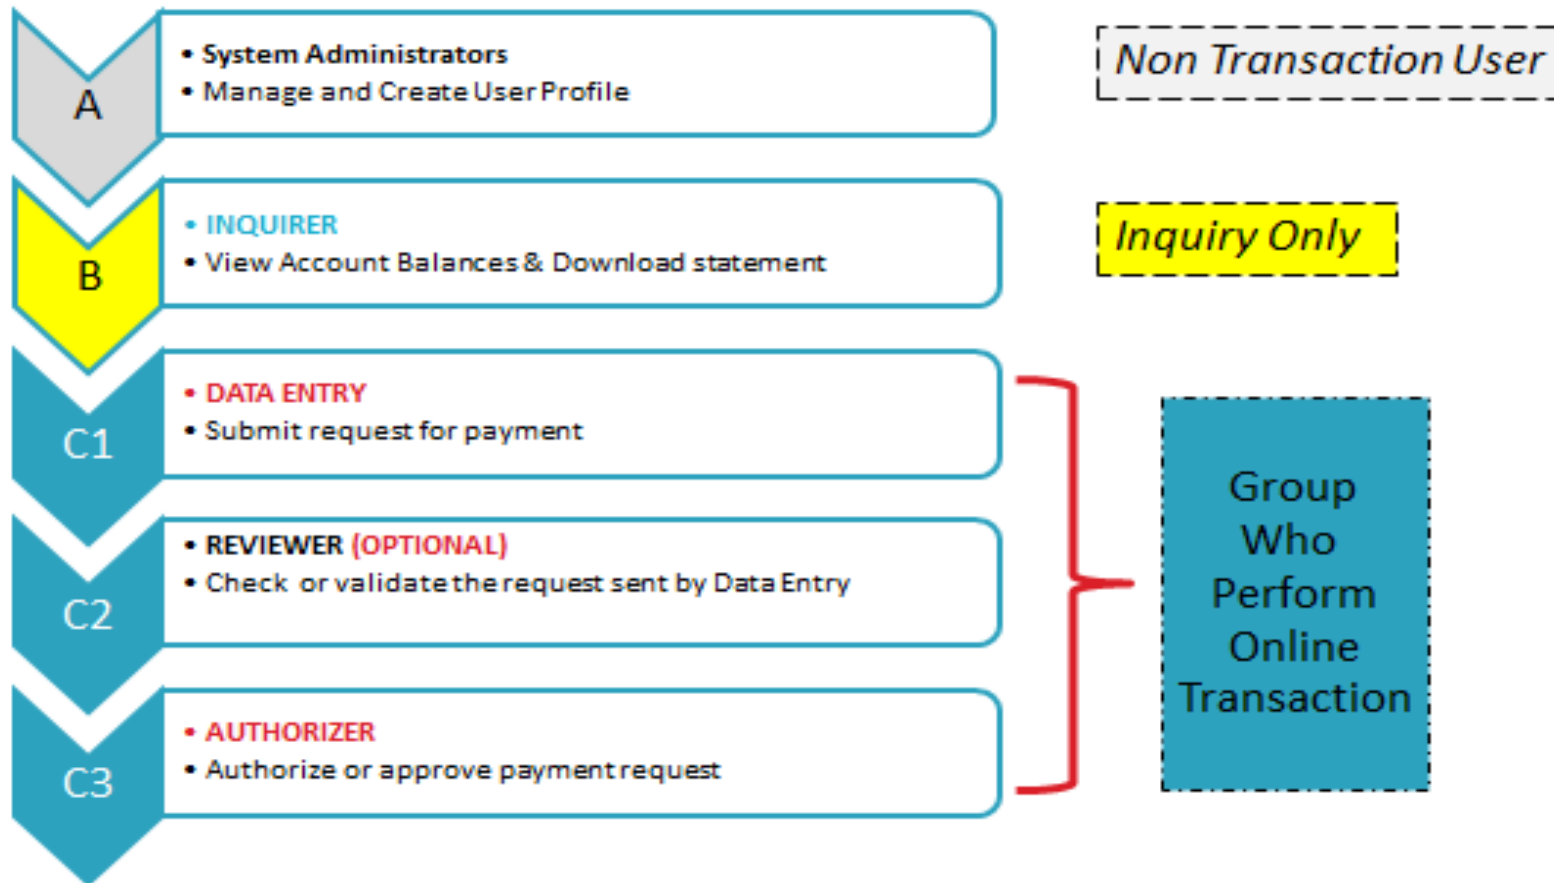 A
• System Administrators
• Manage and Create User Profile
Non Transaction User
B
• INQUIRER
• View Account Balances & Download statement
Inquiry Only
C1
• DATA ENTRY
• Submit request for payment
C2
• REVIEWER (OPTIONAL)
• Check or validate the request sent by Data Entry
C3
• AUTHORIZER
• Authorize or approve payment request
Group
Who
Perform
Online
Transaction